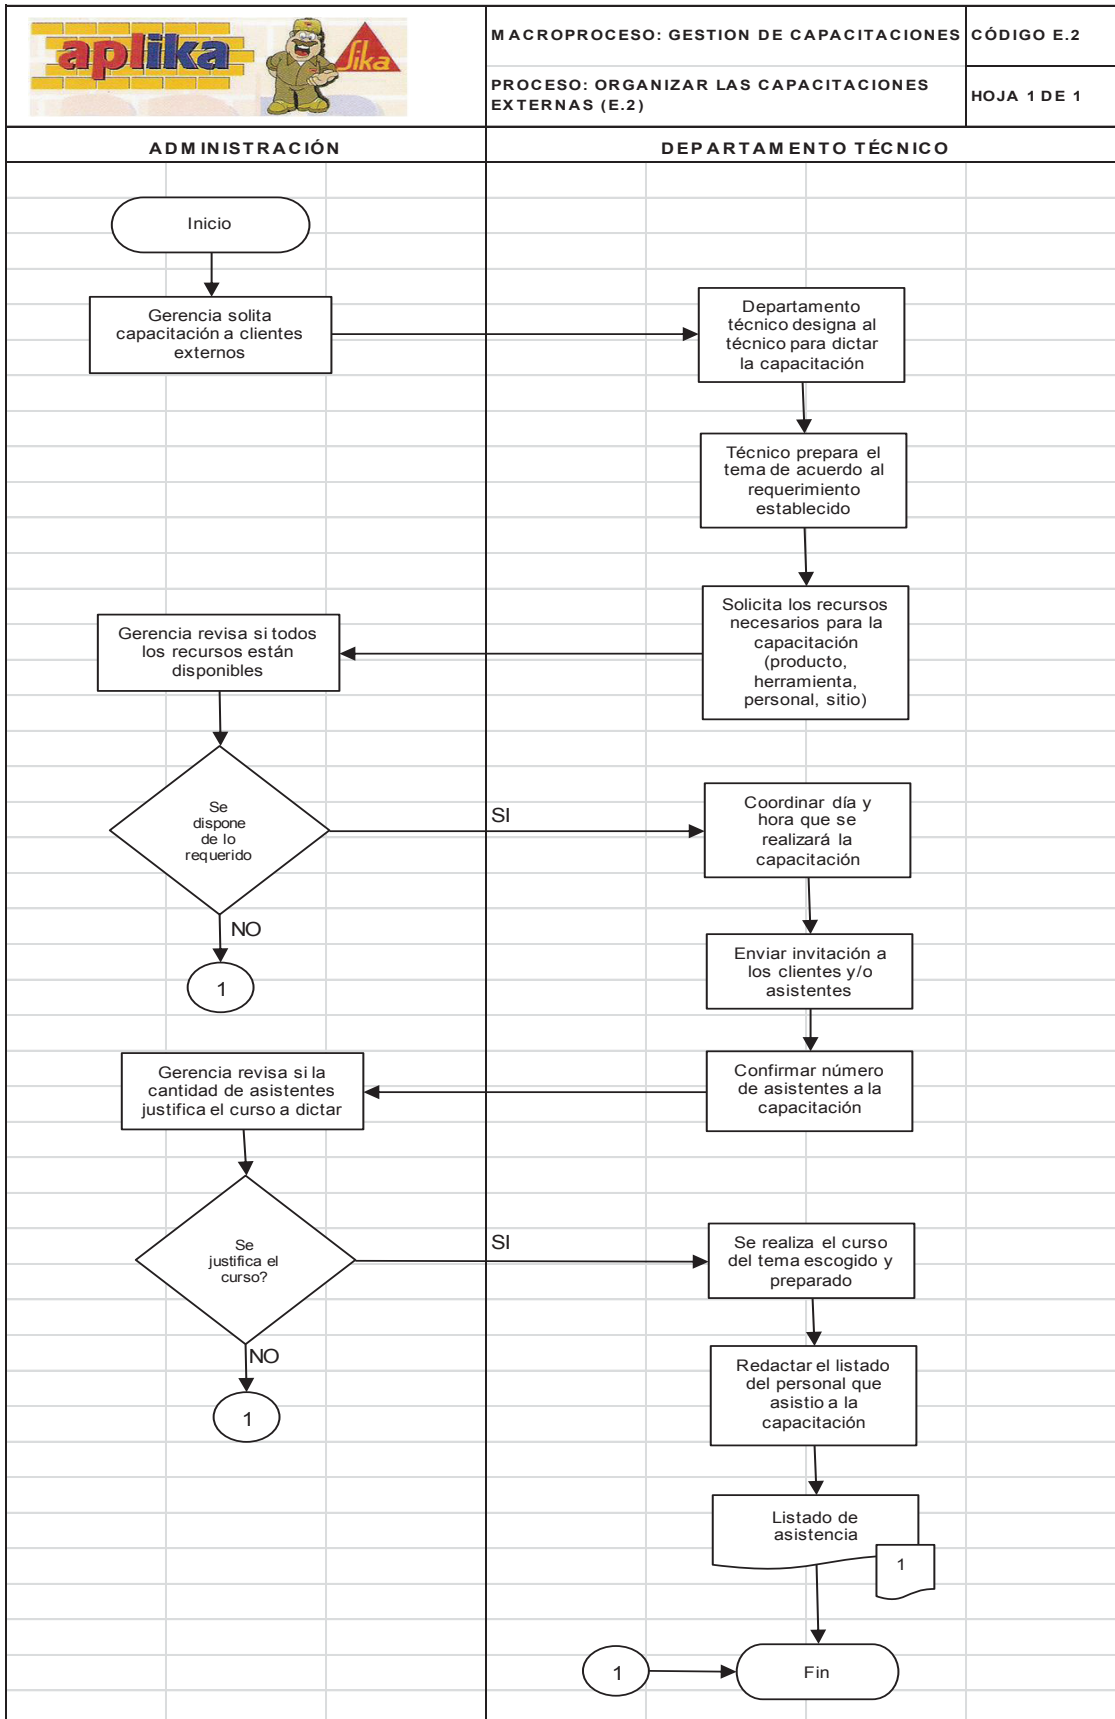 aplika
Sika
MACROPROCESO: GESTION DE CAPACITACIONES
CÓDIGO E.2
PROCESO: ORGANIZAR LAS CAPACITACIONES
EXTERNAS (E.2)
HOJA 1 DE 1
ADMINISTRACIÓN
DEPARTAMENTO TÉCNICO
Inicio
Gerencia solita
capacitación a clientes
externos
Departamento
técnico designa al
técnico para dictar
la capacitación
Técnico prepara el
tema de acuerdo al
requerimiento
establecido
Solicita los recursos
necesarios para la
capacitación
(producto,
herramienta,
personal, sitio)
Gerencia revisa si todos
los recursos están
disponibles
Se
dispone
de lo
requerido
SI
NO
1
Coordinar día y
hora que se
realizará la
capacitación
Enviar invitación a
los clientes y/o
asistentes
Confirmar número
de asistentes a la
capacitación
Gerencia revisa si la
cantidad de asistentes
justifica el curso a dictar
Se
justifica el
curso?
SI
NO
1
Se realiza el curso
del tema escogido y
preparado
Redactar el listado
del personal que
asistio a la
capacitación
Listado de
asistencia
1
1
Fin